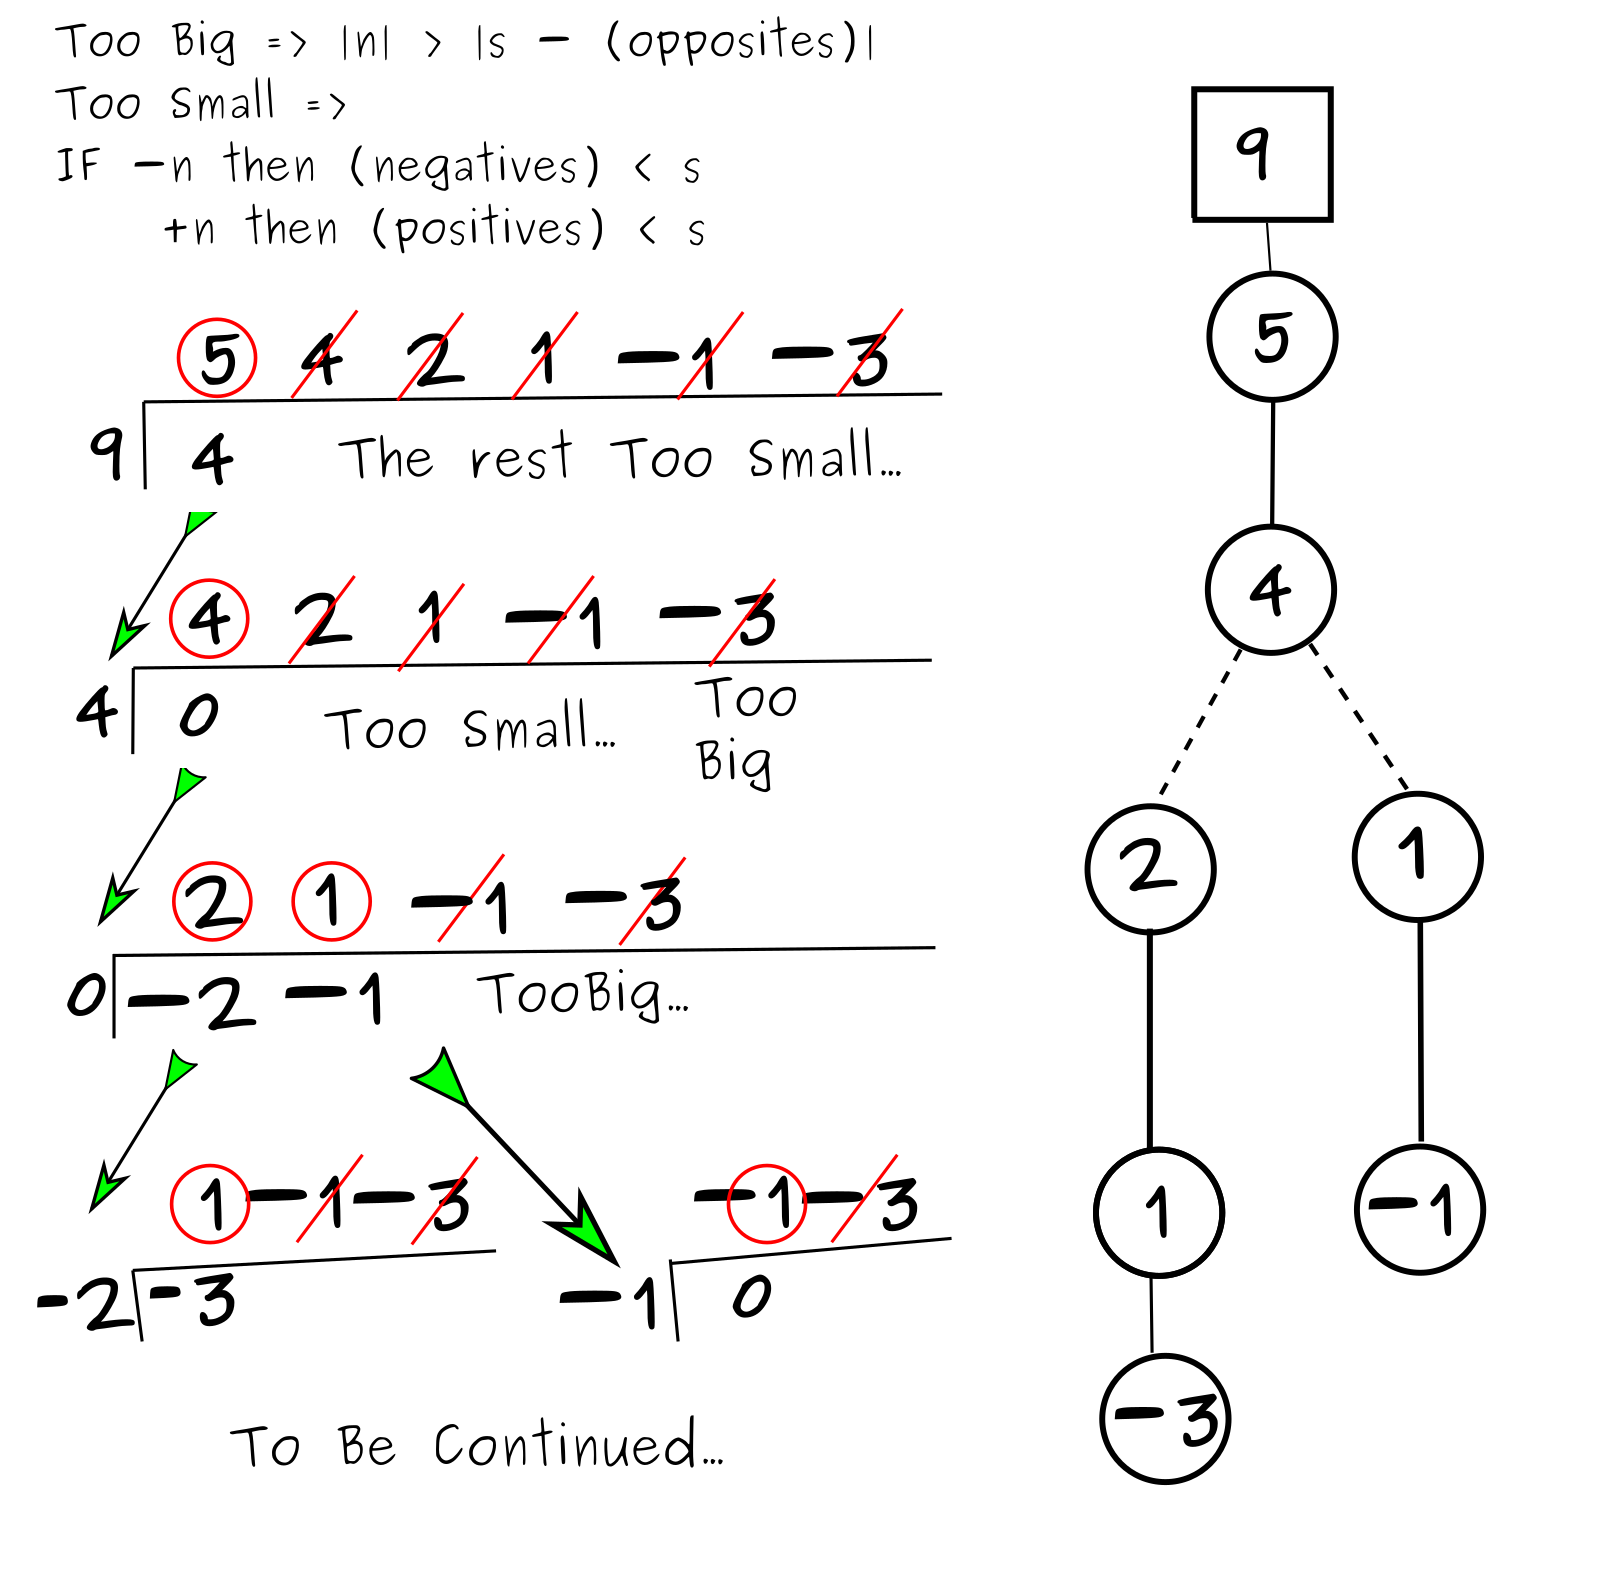 Too Big => |n| > |s - (opposites)|
Too Small =>
IF -n then (negatives) < s
+n then (positives) < s
5 4 2 1 -1 -3
9 4 The rest Too Small...
4 2 1 -1 -3
4 0 Too Small... Too
Big
2 1 -1 -3
0 -2 -1 TooBig...
1 -1 -3
-2 -3
-1 -3
-1 0
To Be Continued...
9
5
4
2 1
1 -1
-3